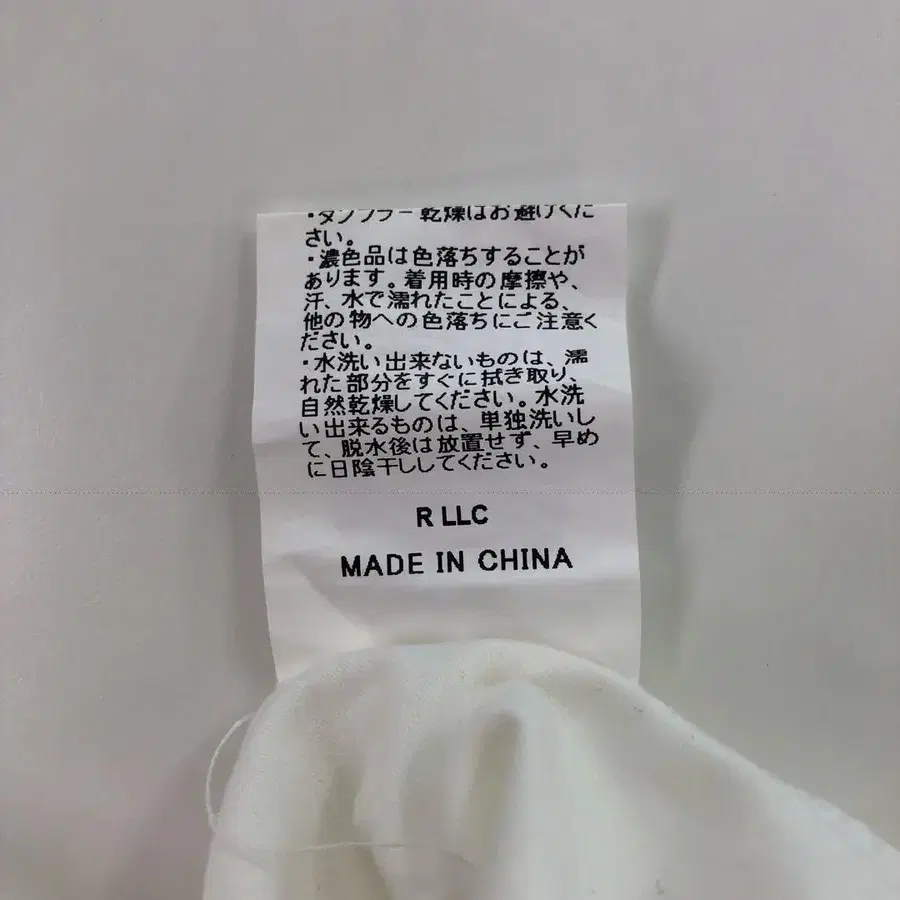 ・タンブラー乾燥はお避けくだ
さい。
・濃色品は色落ちすることが
あります。着用時の摩擦や、
汗、水で濡れたことによる、
他の物への色落ちにご注意く
ださい。
・水洗い出来ないものは、濡
れた部分をすぐに拭き取り、
自然乾燥してください。水洗
い出来るものは、単独洗いし
て、脱水後は放置せず、早め
に日陰干ししてください。
R LLC
MADE IN CHINA